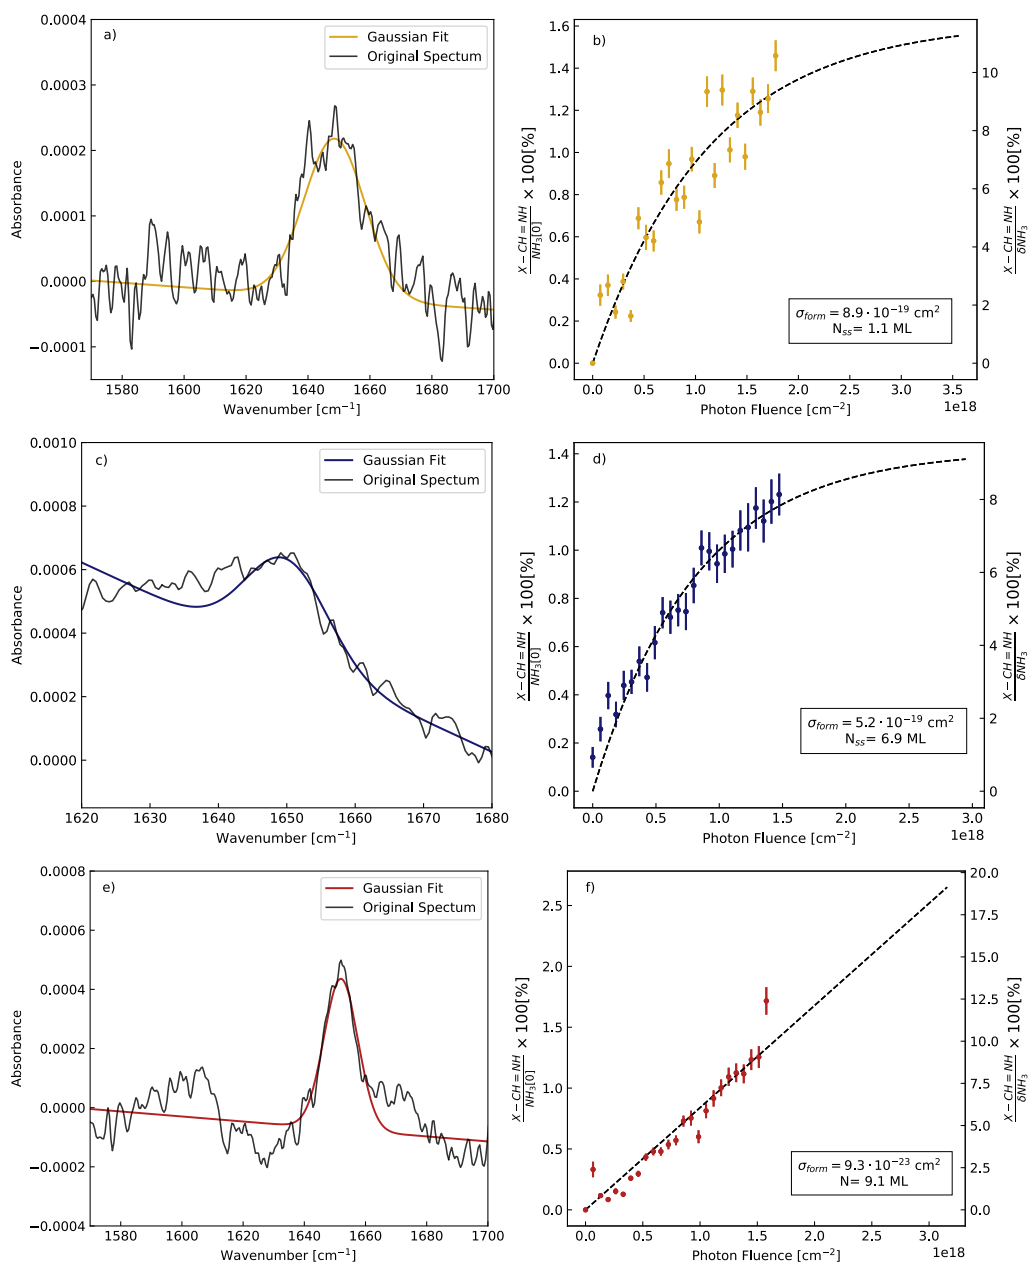 a)
Gaussian Fit
Original Spectrum
0.0004
0.0003
0.0002
0.0001
0.0000
−0.0001
Absorbance
1580 1600 1620 1640 1660 1680 1700
Wavenumber [cm⁻¹]
b)
1.6
1.4
1.2
1.0
0.8
0.6
0.4
0.2
0.0
X − CH = NH / NH₃[0] × 100[%]
10
8
6
4
2
0
X − CH = NH / δNH₃ × 100[%]
σ_form = 8.9 · 10⁻¹⁹ cm²
N_ss= 1.1 ML
0.0 0.5 1.0 1.5 2.0 2.5 3.0 3.5
1e18
Photon Fluence [cm⁻²]
c)
Gaussian Fit
Original Spectrum
0.0010
0.0008
0.0006
0.0004
0.0002
0.0000
Absorbance
1620 1630 1640 1650 1660 1670 1680
Wavenumber [cm⁻¹]
d)
1.4
1.2
1.0
0.8
0.6
0.4
0.2
0.0
X − CH = NH / NH₃[0] × 100[%]
8
6
4
2
0
X − CH = NH / δNH₃ × 100[%]
σ_form = 5.2 · 10⁻¹⁹ cm²
N_ss= 6.9 ML
0.0 0.5 1.0 1.5 2.0 2.5 3.0
1e18
Photon Fluence [cm⁻²]
e)
Gaussian Fit
Original Spectrum
0.0008
0.0006
0.0004
0.0002
0.0000
−0.0002
−0.0004
Absorbance
1580 1600 1620 1640 1660 1680 1700
Wavenumber [cm⁻¹]
f)
2.5
2.0
1.5
1.0
0.5
0.0
X − CH = NH / NH₃[0] × 100[%]
20.0
17.5
15.0
12.5
10.0
7.5
5.0
2.5
0.0
X − CH = NH / δNH₃ × 100[%]
σ_form = 9.3 · 10⁻²³ cm²
N= 9.1 ML
0.0 0.5 1.0 1.5 2.0 2.5 3.0
1e18
Photon Fluence [cm⁻²]